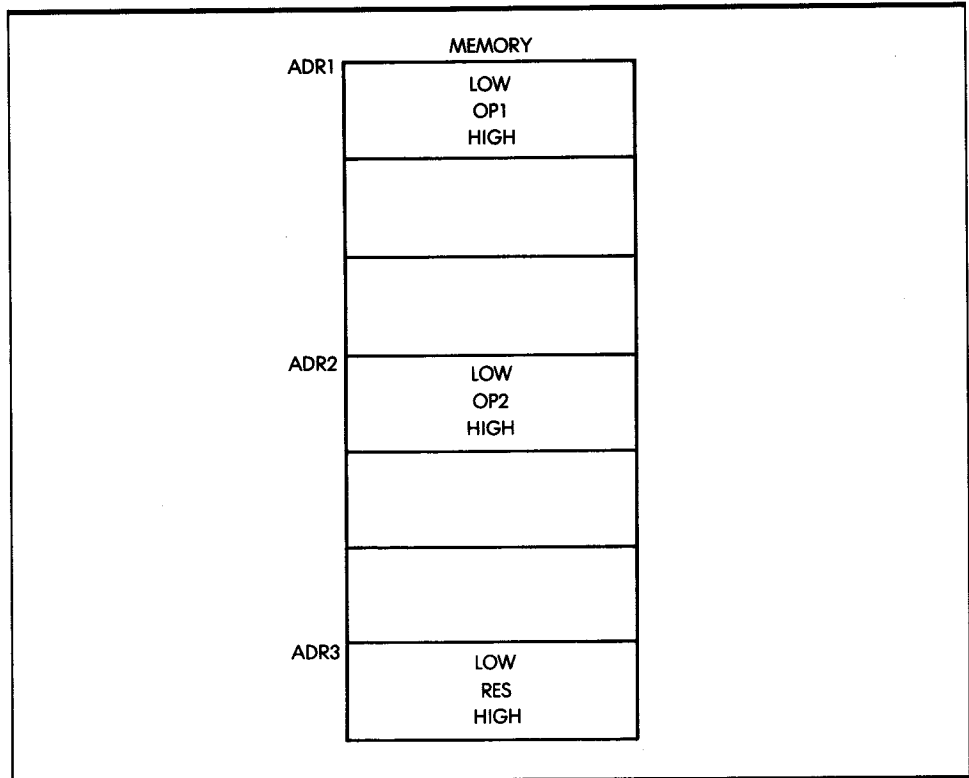 MEMORY
ADR1
LOW
OP1
HIGH
ADR2
LOW
OP2
HIGH
ADR3
LOW
RES
HIGH